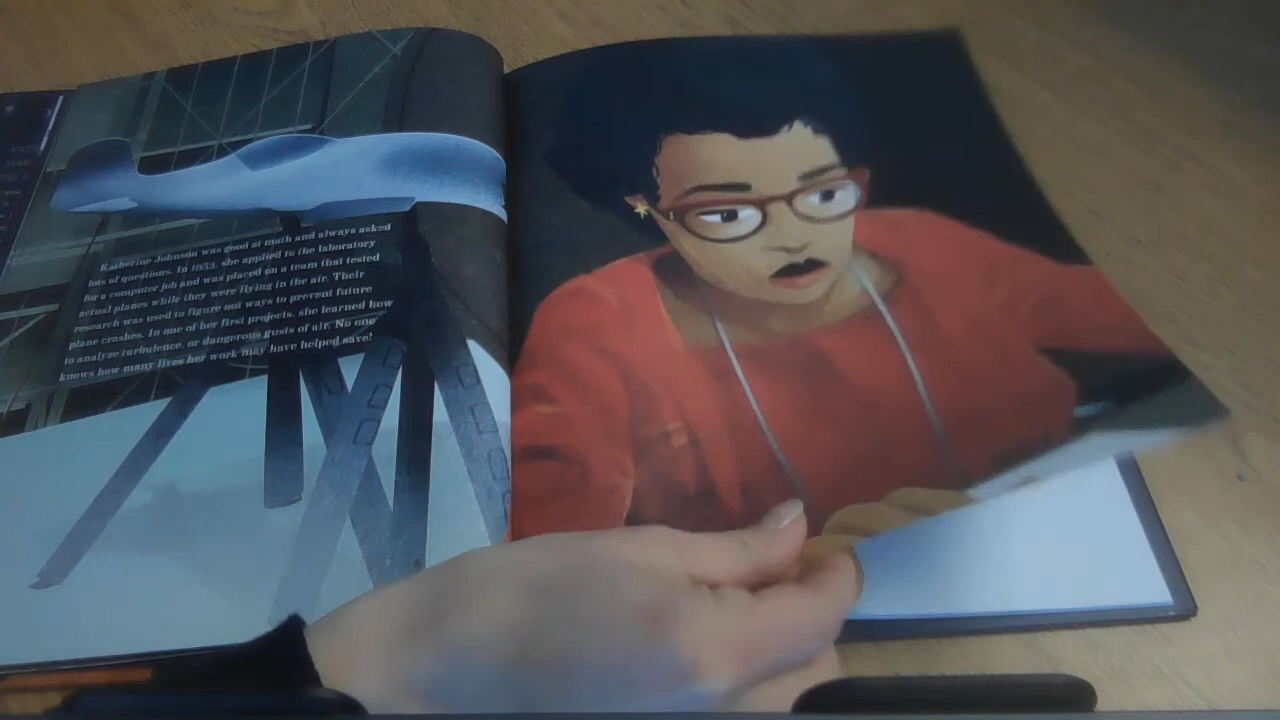 Katherine Johnson was good at math and always asked
lots of questions. In 1953, she applied to the laboratory
for a computer job and was placed on a team that tested
actual planes while they were flying in the air. Their
research was used to figure out ways to prevent future
plane crashes. In one of her first projects, she learned how
to analyze turbulence, or dangerous gusts of air. No one
knows how many lives her work may have helped save!